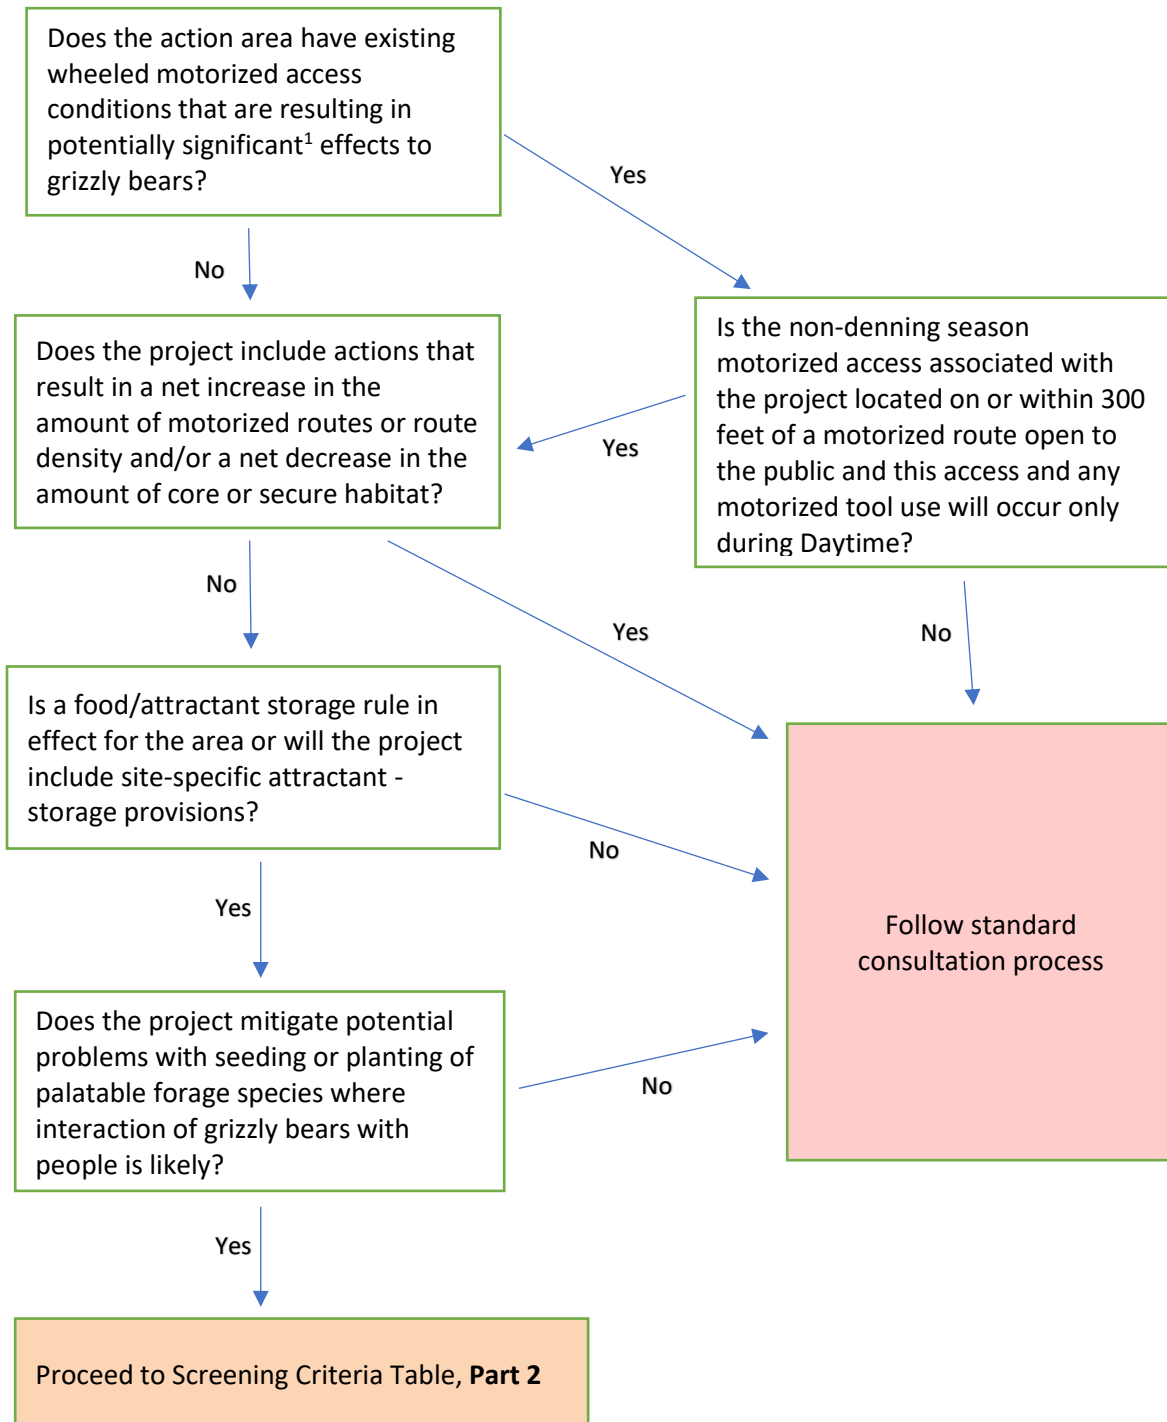 Does the action area have existing
wheeled motorized access
conditions that are resulting in
potentially significant¹ effects to
grizzly bears?
Yes
No
Is the non-denning season
motorized access associated with
the project located on or within 300
feet of a motorized route open to
the public and this access and any
motorized tool use will occur only
during Daytime?
Does the project include actions that
result in a net increase in the
amount of motorized routes or route
density and/or a net decrease in the
amount of core or secure habitat?
Yes
No
Yes
No
Is a food/attractant storage rule in
effect for the area or will the project
include site-specific attractant -
storage provisions?
No
Yes
Follow standard
consultation process
Does the project mitigate potential
problems with seeding or planting of
palatable forage species where
interaction of grizzly bears with
people is likely?
No
Yes
Proceed to Screening Criteria Table, Part 2